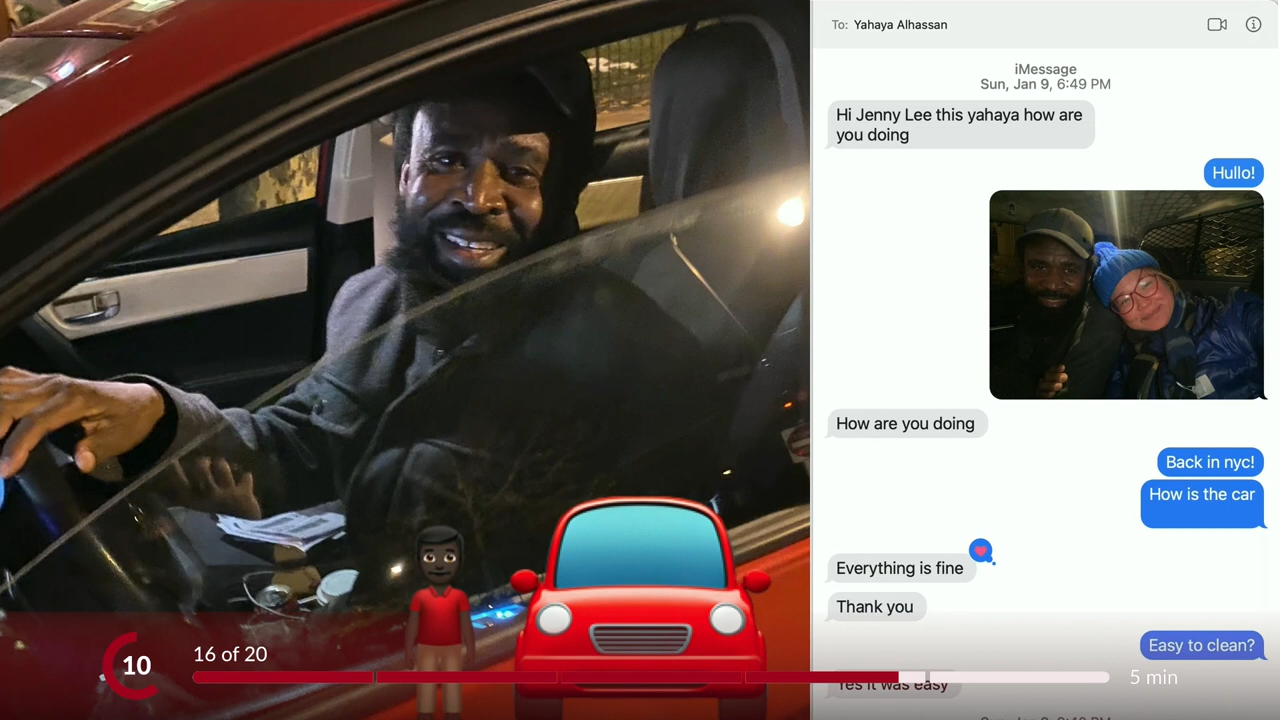 To: Yahaya Alhassan
iMessage
Sun, Jan 9, 6:49 PM
Hi Jenny Lee this yahaya how are
you doing
Hullo!
How are you doing
Back in nyc!
How is the car
Everything is fine
Thank you
Easy to clean?
Yes it was easy
10
16 of 20
5 min